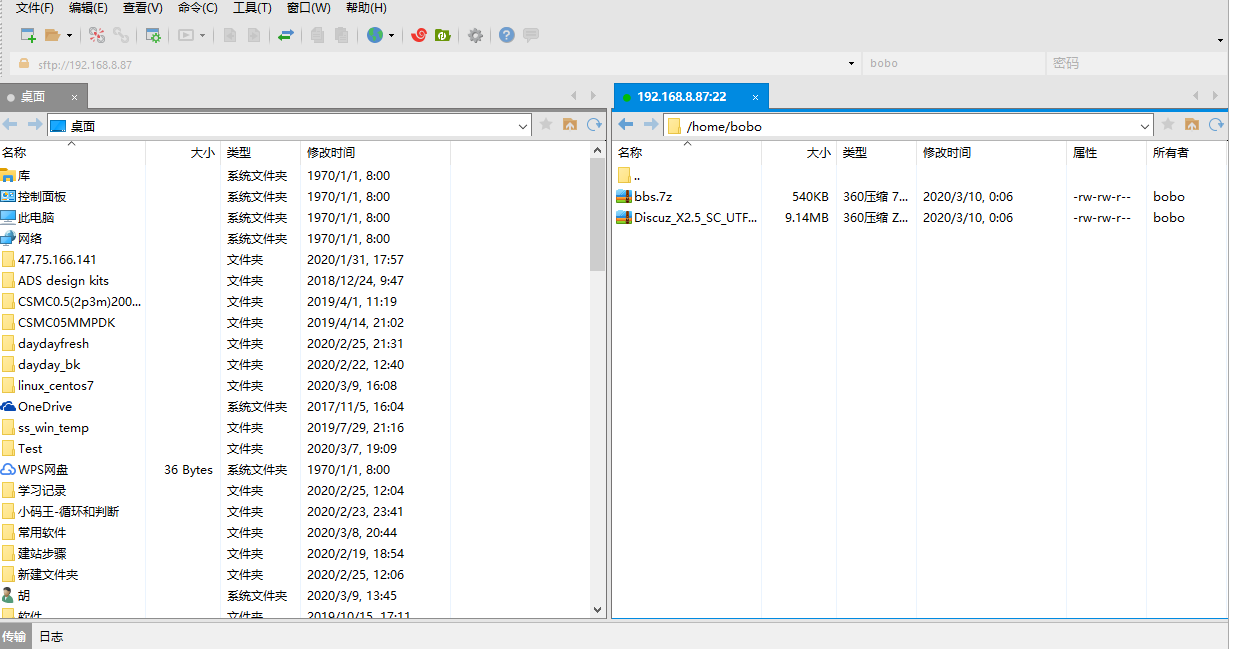 文件(F) 编辑(E) 查看(V) 命令(C) 工具(T) 窗口(W) 帮助(H)
sftp://192.168.8.87 bobo 密码
桌面 × 192.168.8.87:22 ×
桌面 /home/bobo
名称 大小 类型 修改时间
库 系统文件夹 1970/1/1, 8:00
控制面板 系统文件夹 1970/1/1, 8:00
此电脑 系统文件夹 1970/1/1, 8:00
网络 系统文件夹 1970/1/1, 8:00
47.75.166.141 文件夹 2020/1/31, 17:57
ADS design kits 文件夹 2018/12/24, 9:47
CSMC0.5(2p3m)200... 文件夹 2019/4/1, 11:19
CSMC05MMPDK 文件夹 2019/4/14, 21:02
daydayfresh 文件夹 2020/2/25, 21:31
dayday_bk 文件夹 2020/2/22, 12:40
linux_centos7 文件夹 2020/3/9, 16:08
OneDrive 系统文件夹 2017/11/5, 16:04
ss_win_temp 文件夹 2019/7/29, 21:16
Test 文件夹 2020/3/7, 19:09
WPS网盘 36 Bytes 系统文件夹 1970/1/1, 8:00
学习记录 文件夹 2020/2/25, 12:04
小码王-循环和判断 文件夹 2020/2/23, 23:41
常用软件 文件夹 2020/3/8, 20:44
建站步骤 文件夹 2020/2/19, 18:54
新建文件夹 文件夹 2020/2/25, 12:06
胡 系统文件夹 2020/3/9, 13:45
软件 文件夹 2019/10/15, 17:11
名称 大小 类型 修改时间 属性 所有者
..
bbs.7z 540KB 360压缩 7... 2020/3/10, 0:06 -rw-rw-r-- bobo
Discuz_X2.5_SC_UTF... 9.14MB 360压缩 Z... 2020/3/10, 0:06 -rw-rw-r-- bobo
传输 日志